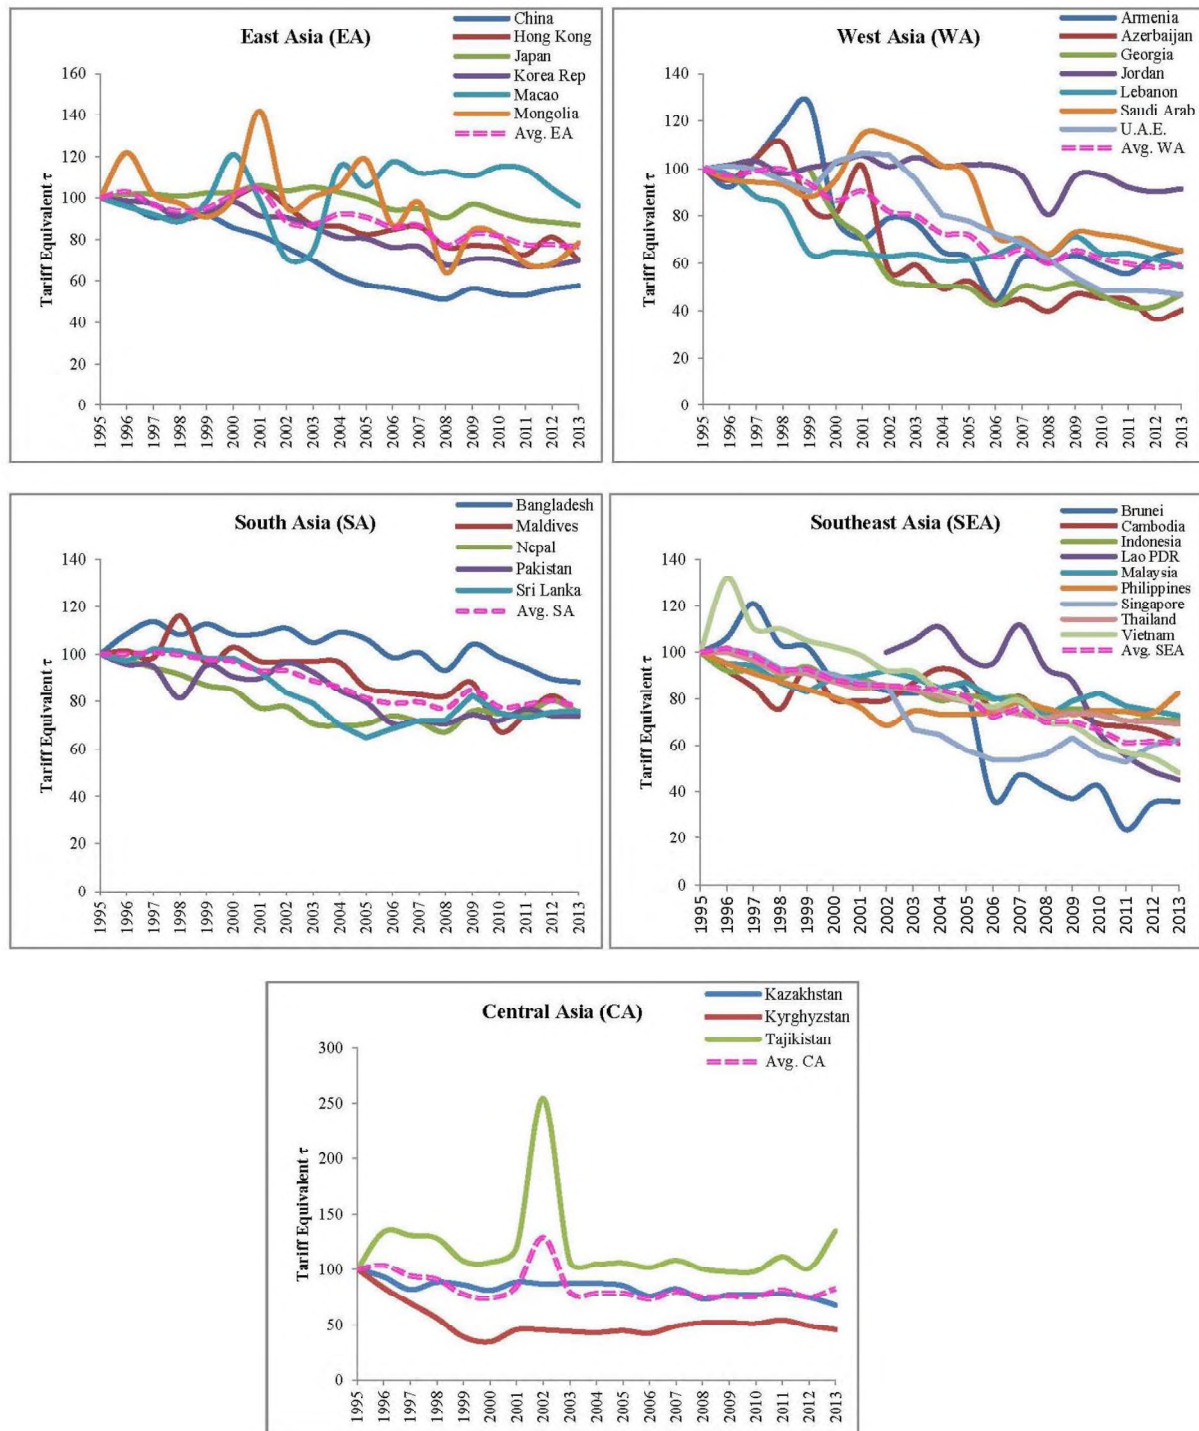 East Asia (EA)
China
Hong Kong
Japan
Korea Rep
Macao
Mongolia
Avg. EA
Tariff Equivalent τ
160
140
120
100
80
60
40
20
0
1995 1996 1997 1998 1999 2000 2001 2002 2003 2004 2005 2006 2007 2008 2009 2010 2011 2012 2013
West Asia (WA)
Armenia
Azerbaijan
Georgia
Jordan
Lebanon
Saudi Arab
U.A.E.
Avg. WA
Tariff Equivalent τ
140
120
100
80
60
40
20
0
1995 1996 1997 1998 1999 2000 2001 2002 2003 2004 2005 2006 2007 2008 2009 2010 2011 2012 2013
South Asia (SA)
Bangladesh
Maldives
Nepal
Pakistan
Sri Lanka
Avg. SA
Tariff Equivalent τ
140
120
100
80
60
40
20
0
1995 1996 1997 1998 1999 2000 2001 2002 2003 2004 2005 2006 2007 2008 2009 2010 2011 2012 2013
Southeast Asia (SEA)
Brunei
Cambodia
Indonesia
Lao PDR
Malaysia
Philippines
Singapore
Thailand
Vietnam
Avg. SEA
Tariff Equivalent τ
140
120
100
80
60
40
20
0
1995 1996 1997 1998 1999 2000 2001 2002 2003 2004 2005 2006 2007 2008 2009 2010 2011 2012 2013
Central Asia (CA)
Kazakhstan
Kyrghyzstan
Tajikistan
Avg. CA
Tariff Equivalent τ
300
250
200
150
100
50
0
1995 1996 1997 1998 1999 2000 2001 2002 2003 2004 2005 2006 2007 2008 2009 2010 2011 2012 2013